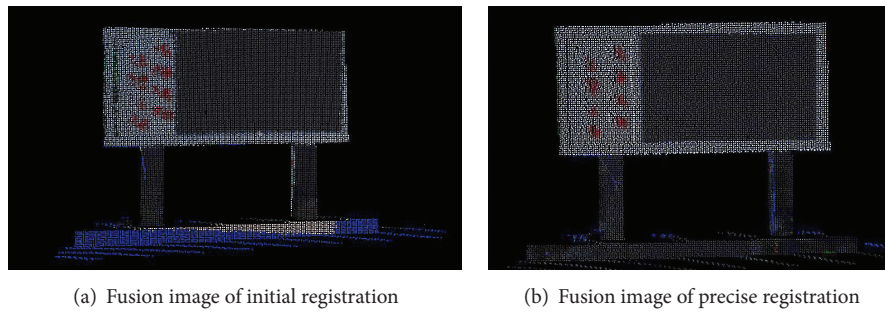 (a) Fusion image of initial registration
(b) Fusion image of precise registration